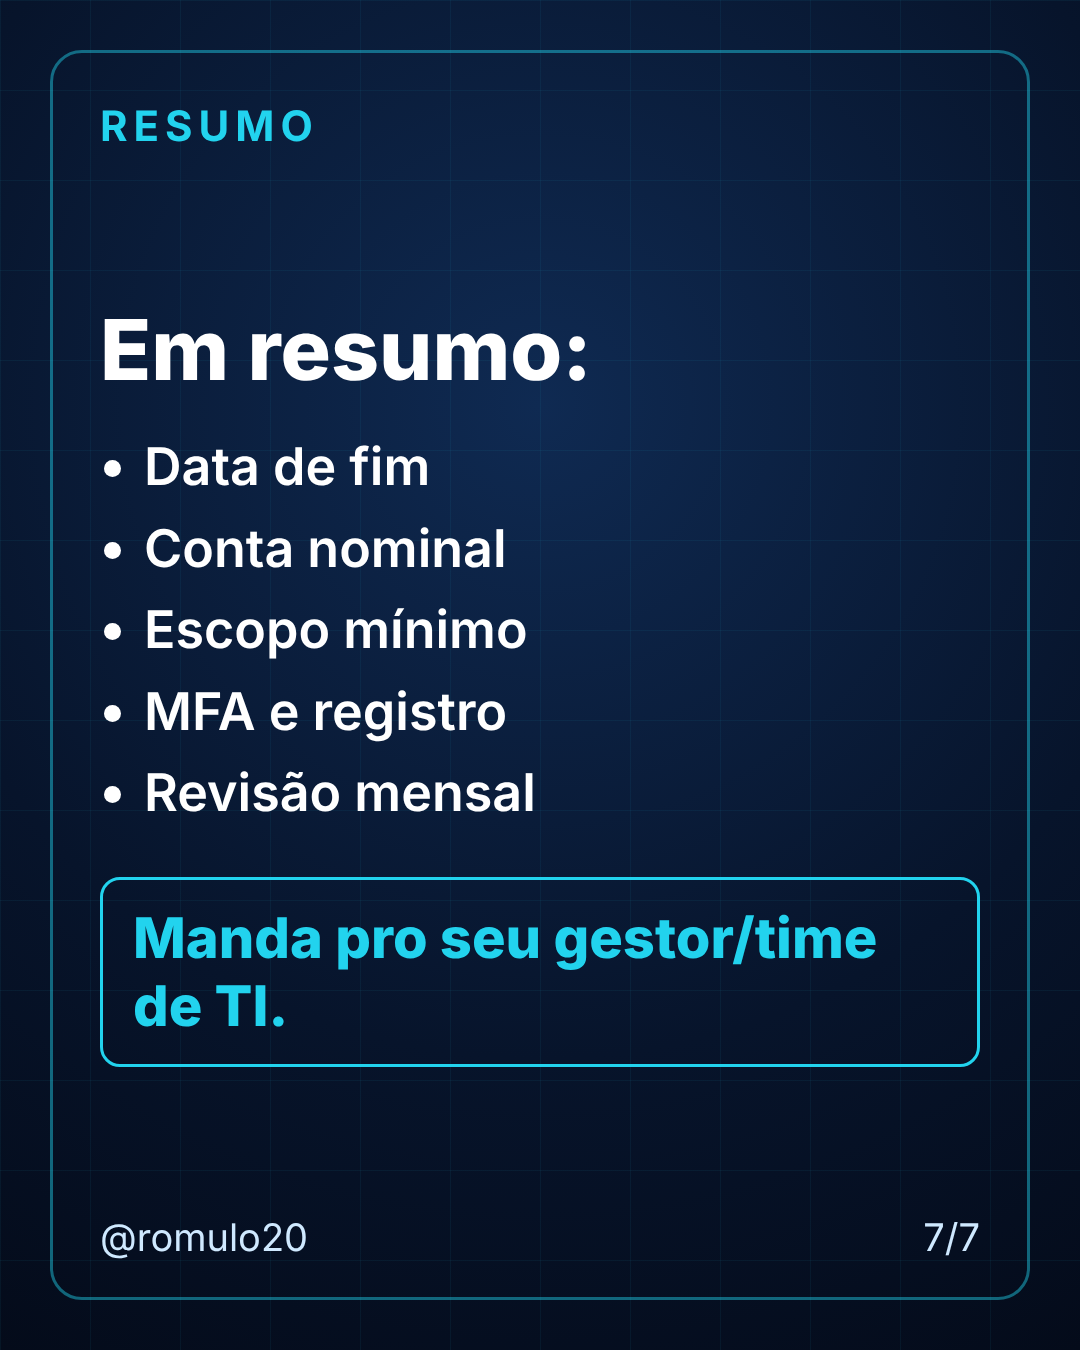 RESUMO
Em resumo:
• Data de fim
• Conta nominal
• Escopo mínimo
• MFA e registro
• Revisão mensal
Manda pro seu gestor/time
de TI.
@romulo20
7/7